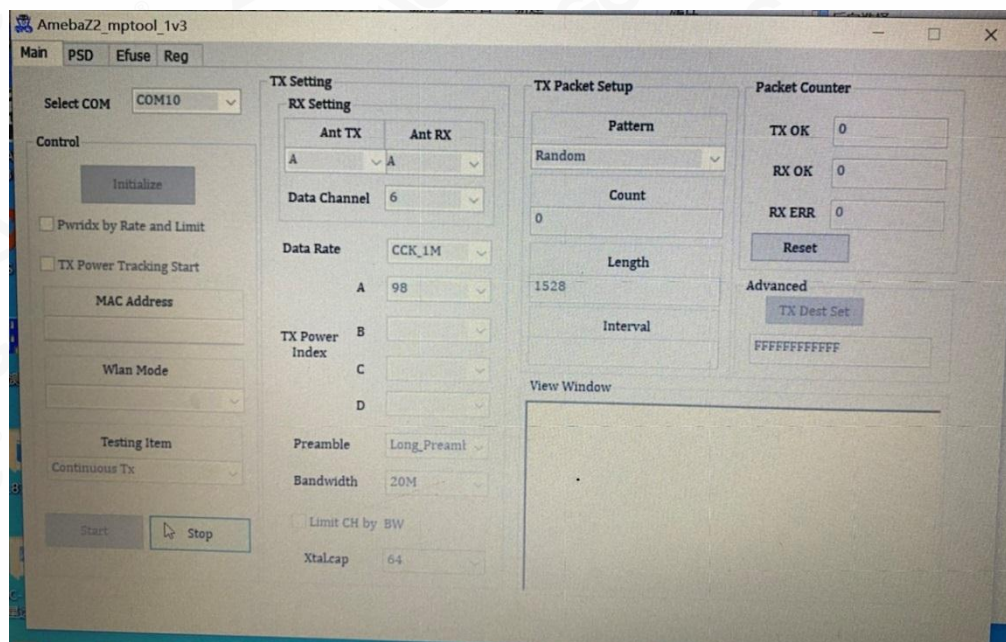 AmebaZ2_mptool_1v3
Main PSD Efuse Reg
Select COM COM10
Control
Initialize
Pwridx by Rate and Limit
TX Power Tracking Start
MAC Address
Wlan Mode
Testing Item
Continuous Tx
Start Stop
TX Setting
RX Setting
Ant TX Ant RX
A A
Data Channel 6
Data Rate CCK_1M
TX Power Index
A 98
B
C
D
Preamble Long_Preaml
Bandwidth 20M
Limit CH by BW
Xtalcap 64
TX Packet Setup
Pattern
Random
Count
0
Length
1528
Interval
Packet Counter
TX OK 0
RX OK 0
RX ERR 0
Reset
Advanced
TX Dest Set
FFFFFFFFFFFF
View Window